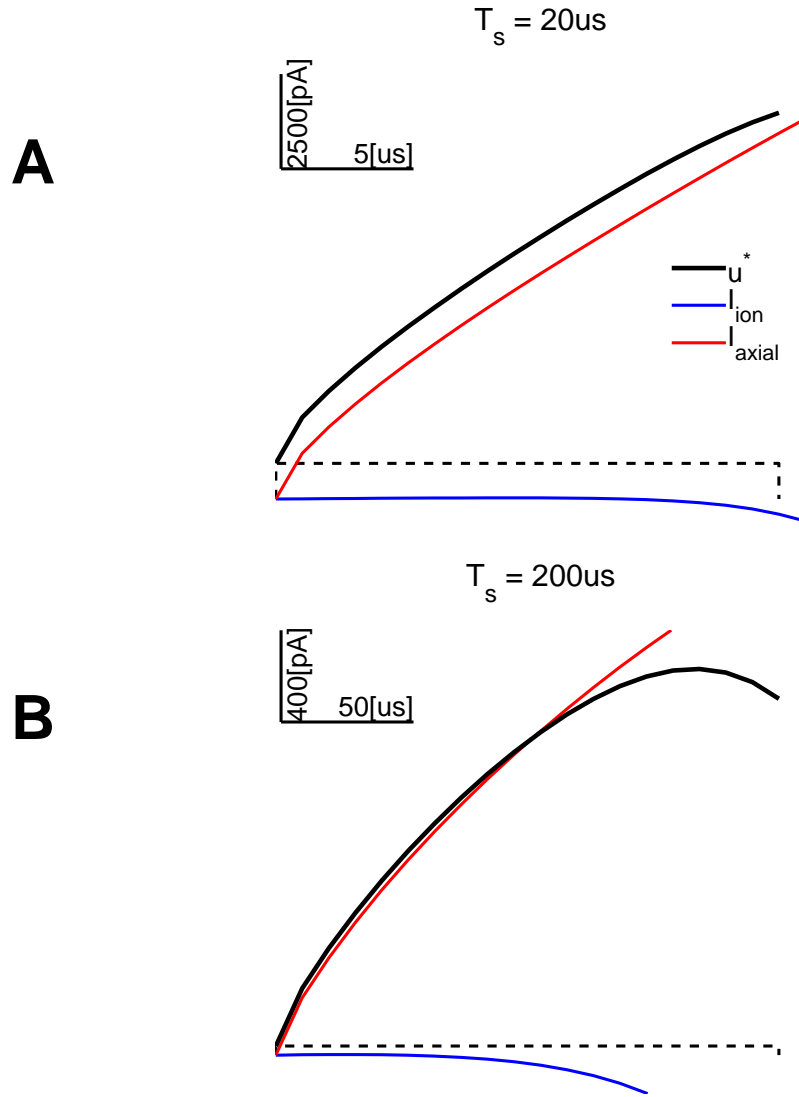 T_s = 20us
A
2500[pA]
5[us]
u^*
I_ion
I_axial
T_s = 200us
B
400[pA]
50[us]